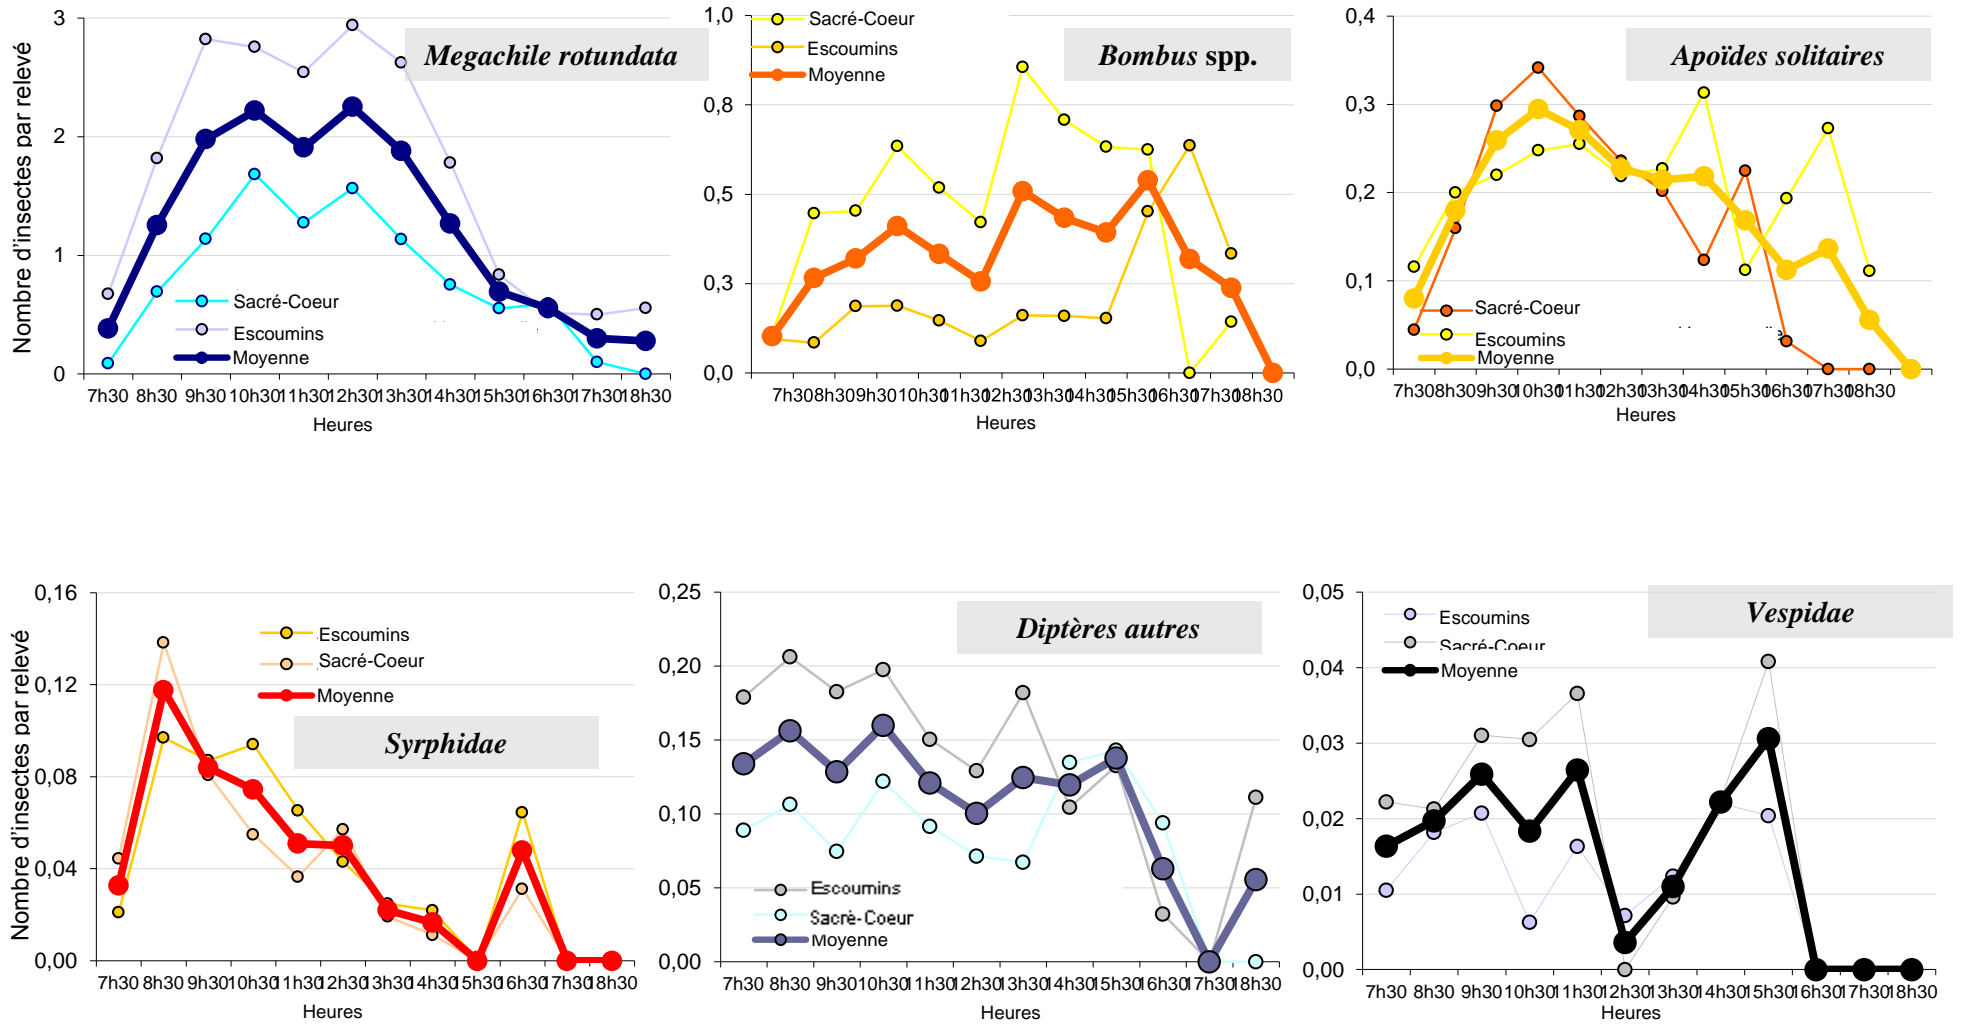 Nombre d'insectes par relevé
3
2
1
0
Megachile rotundata
Sacré-Coeur
Escoumins
Moyenne
7h30 8h30 9h30 10h30 11h30 12h30 13h30 14h30 15h30 16h30 17h30 18h30
Heures
1,0
0,8
0,5
0,3
0,0
Sacré-Coeur
Escoumins
Moyenne
Bombus spp.
7h30 8h30 9h30 10h30 11h30 12h30 13h30 14h30 15h30 16h30 17h30 18h30
Heures
0,4
0,3
0,2
0,1
0,0
Apoïdes solitaires
Sacré-Coeur
Escoumins
Moyenne
7h30 8h30 9h30 10h30 11h30 12h30 13h30 14h30 15h30 16h30 17h30 18h30
Heures
Nombre d'insectes par relevé
0,16
0,12
0,08
0,04
0,00
Escoumins
Sacré-Coeur
Moyenne
Syrphidae
7h30 8h30 9h30 10h30 11h30 12h30 13h30 14h30 15h30 16h30 17h30 18h30
Heures
0,25
0,20
0,15
0,10
0,05
0,00
Diptères autres
Escoumins
Sacré-Coeur
Moyenne
7h30 8h30 9h30 10h30 11h30 12h30 13h30 14h30 15h30 16h30 17h30 18h30
Heures
0,05
0,04
0,03
0,02
0,01
0,00
Escoumins
Sacré-Coeur
Moyenne
Vespidae
7h30 8h30 9h30 10h30 11h30 12h30 13h30 14h30 15h30 16h30 17h30 18h30
Heures